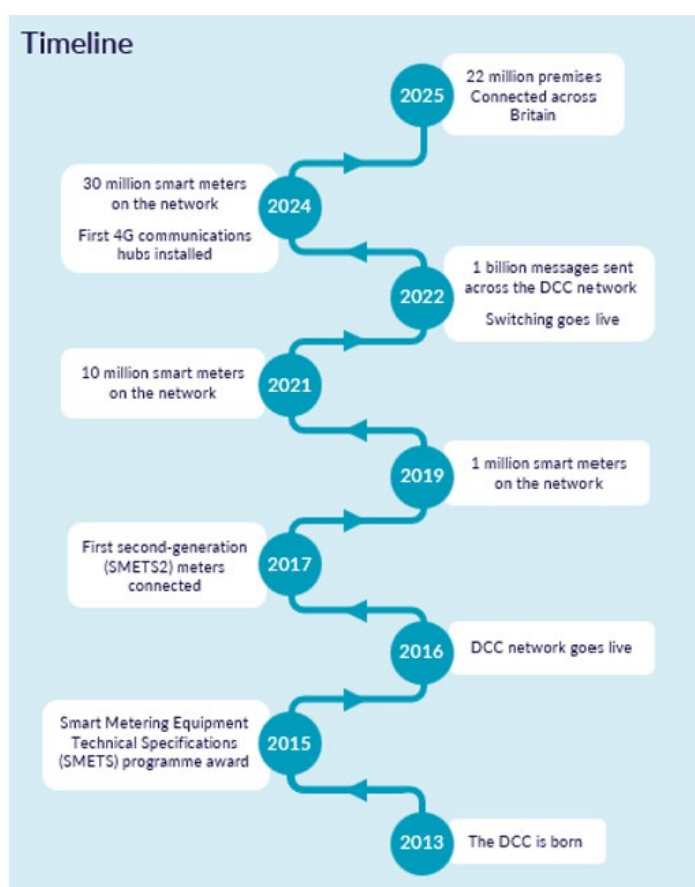 Timeline
2025
22 million premises
Connected across
Britain
30 million smart meters
on the network
First 4G communications
hubs installed
2024
2022
1 billion messages sent
across the DCC network
Switching goes live
10 million smart meters
on the network
2021
2019
1 million smart meters
on the network
First second-generation
(SMETS2) meters
connected
2017
2016
DCC network goes live
Smart Metering Equipment
Technical Specifications
(SMETS) programme award
2015
2013
The DCC is born